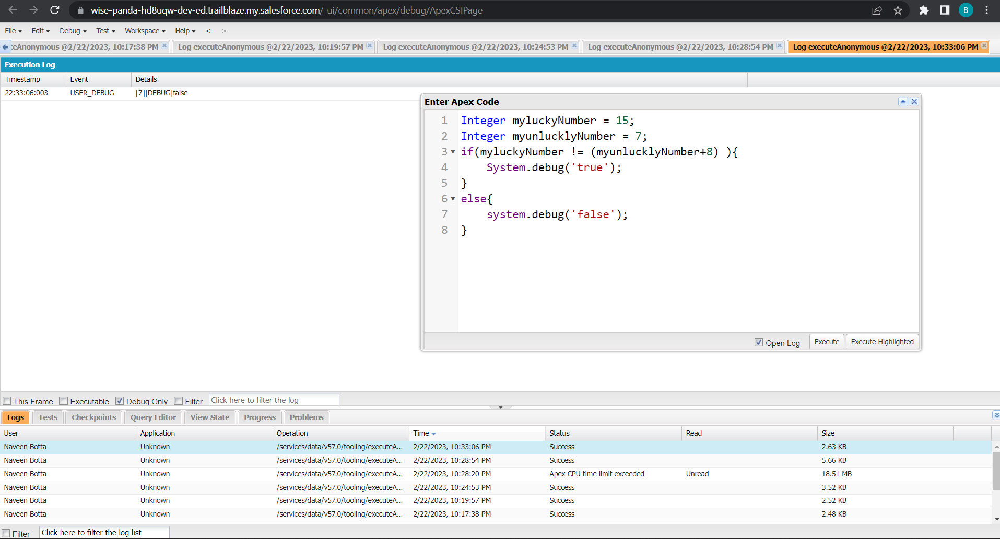 wise-panda-hd8uqw-dev-ed.trailblaze.my.salesforce.com/_ui/common/apex/debug/ApexCSIPage
B
File Edit Debug Test Workspace Help < >
eAnonymous @2/22/2023, 10:17:38 PM Log executeAnonymous @2/22/2023, 10:19:57 PM Log executeAnonymous @2/22/2023, 10:24:53 PM Log executeAnonymous @2/22/2023, 10:28:54 PM Log executeAnonymous @2/22/2023, 10:33:06 PM
Execution Log
Timestamp Event Details
22:33:06:003 USER_DEBUG [7]|DEBUG|false
Enter Apex Code
1 Integer myluckyNumber = 15;
2 Integer myunlucklyNumber = 7;
3 if(myluckyNumber != (myunlucklyNumber+8) ){
4 System.debug('true');
5 }
6 else{
7 system.debug('false');
8 }
Open Log Execute Execute Highlighted
This Frame Executable Debug Only Filter Click here to filter the log
Logs Tests Checkpoints Query Editor View State Progress Problems
User Application Operation Time Status Read Size
Naveen Botta Unknown /services/data/v57.0/tooling/executeA... 2/22/2023, 10:33:06 PM Success 2.63 KB
Naveen Botta Unknown /services/data/v57.0/tooling/executeA... 2/22/2023, 10:28:54 PM Success 5.66 KB
Naveen Botta Unknown /services/data/v57.0/tooling/executeA... 2/22/2023, 10:28:20 PM Apex CPU time limit exceeded Unread 18.51 MB
Naveen Botta Unknown /services/data/v57.0/tooling/executeA... 2/22/2023, 10:24:53 PM Success 3.52 KB
Naveen Botta Unknown /services/data/v57.0/tooling/executeA... 2/22/2023, 10:19:57 PM Success 2.52 KB
Naveen Botta Unknown /services/data/v57.0/tooling/executeA... 2/22/2023, 10:17:38 PM Success 2.48 KB
Filter Click here to filter the log list